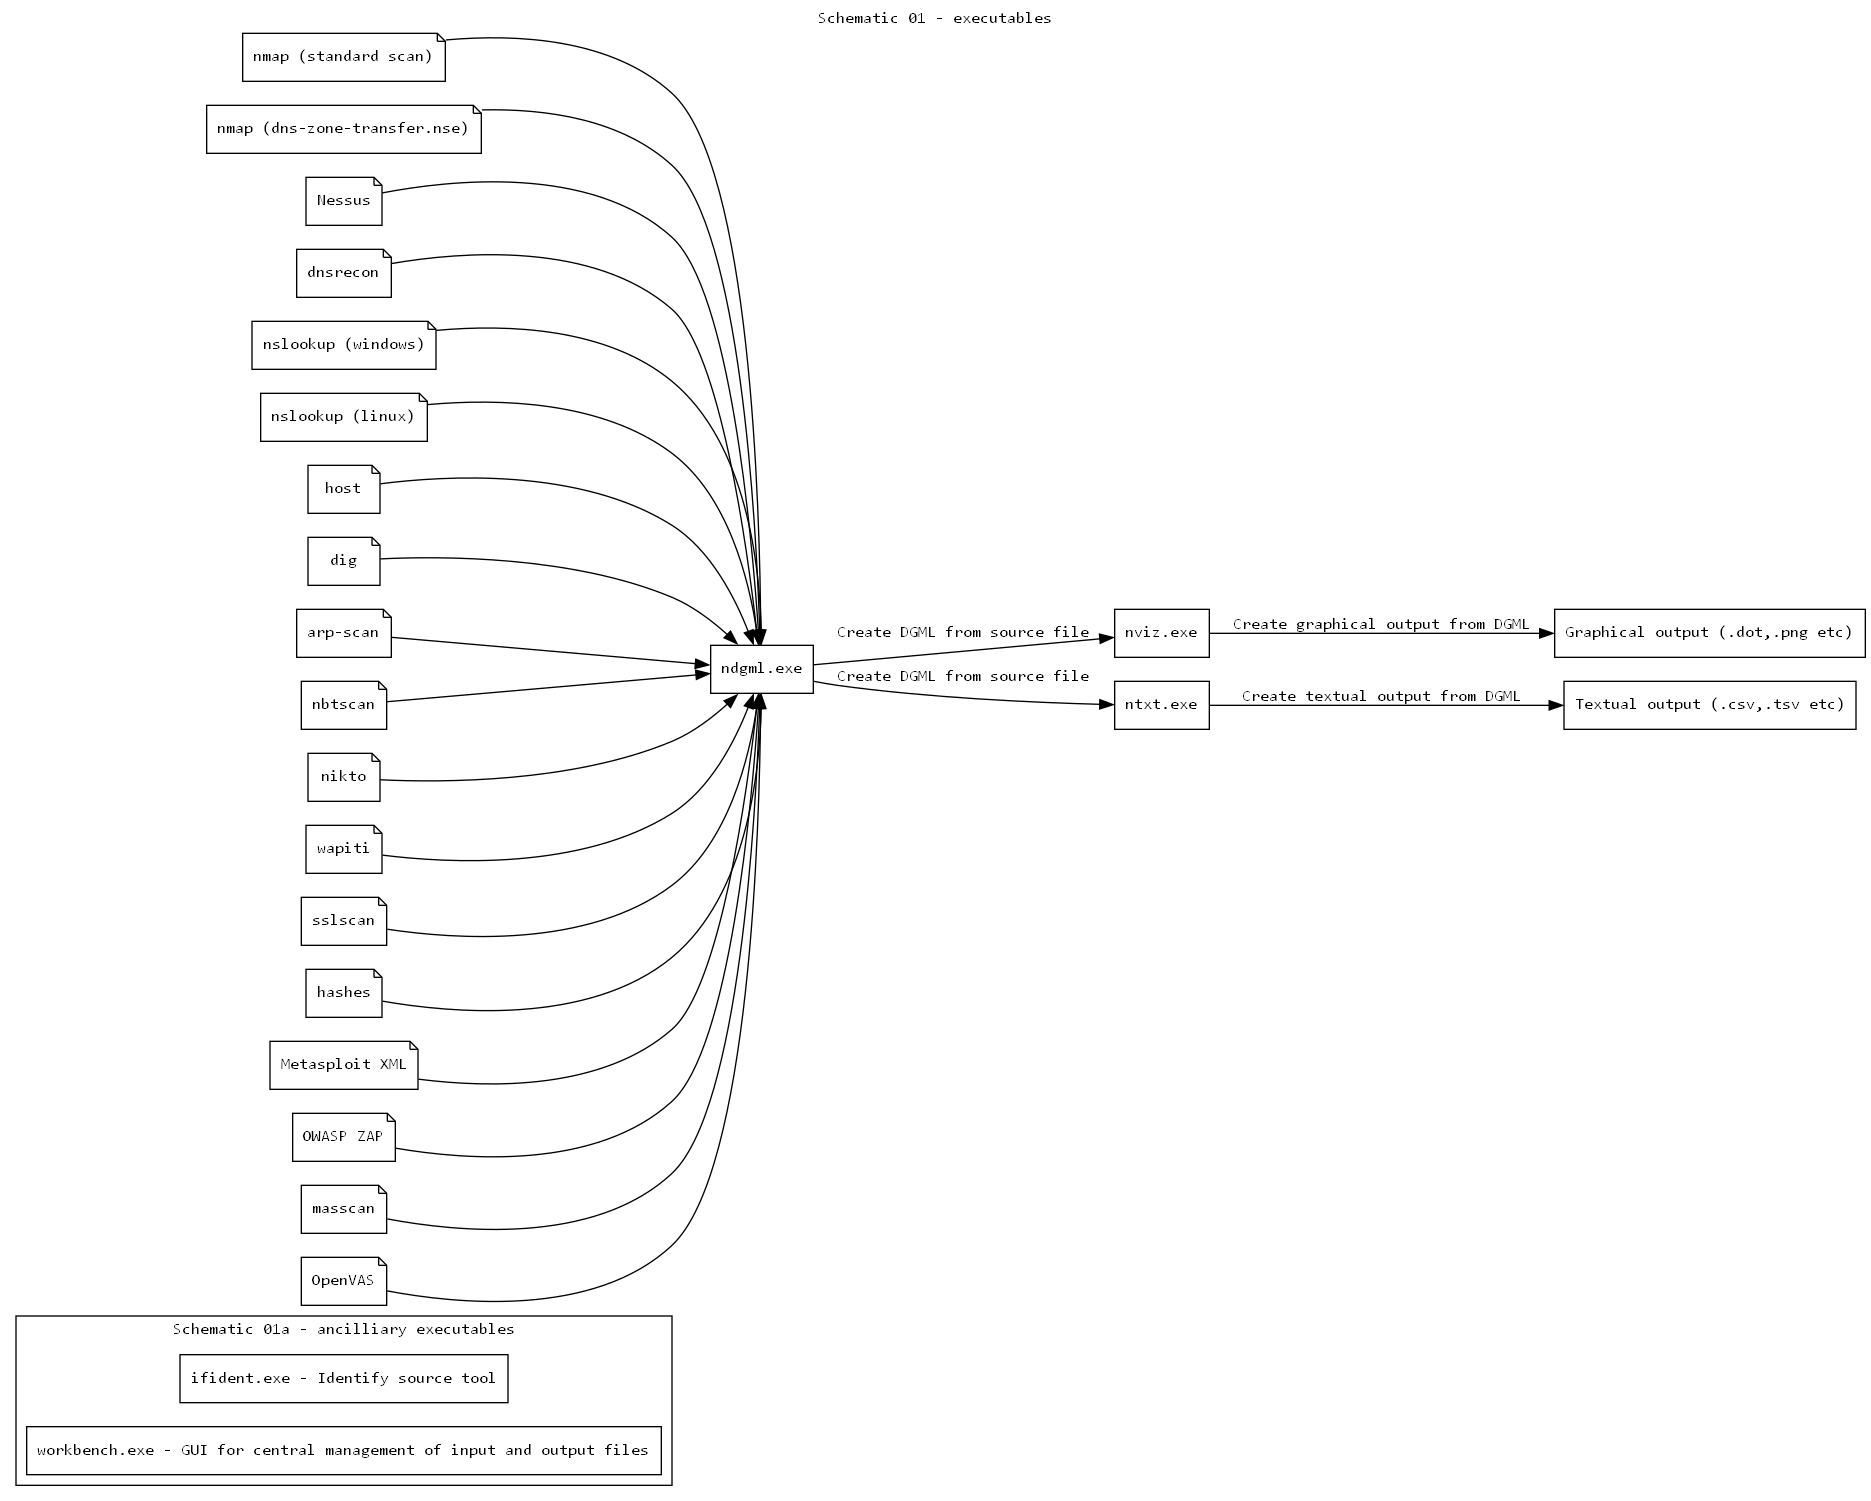 Schematic 01 - executables
nmap (standard scan)
nmap (dns-zone-transfer.nse)
Nessus
dnsrecon
nslookup (windows)
nslookup (linux)
host
dig
arp-scan
nbtscan
nikto
wapiti
sslscan
hashes
Metasploit XML
OWASP ZAP
masscan
OpenVAS
ndgml.exe
Create DGML from source file
Create DGML from source file
nviz.exe
ntxt.exe
Create graphical output from DGML
Create textual output from DGML
Graphical output (.dot,.png etc)
Textual output (.csv,.tsv etc)
Schematic 01a - ancilliary executables
ifident.exe - Identify source tool
workbench.exe - GUI for central management of input and output files